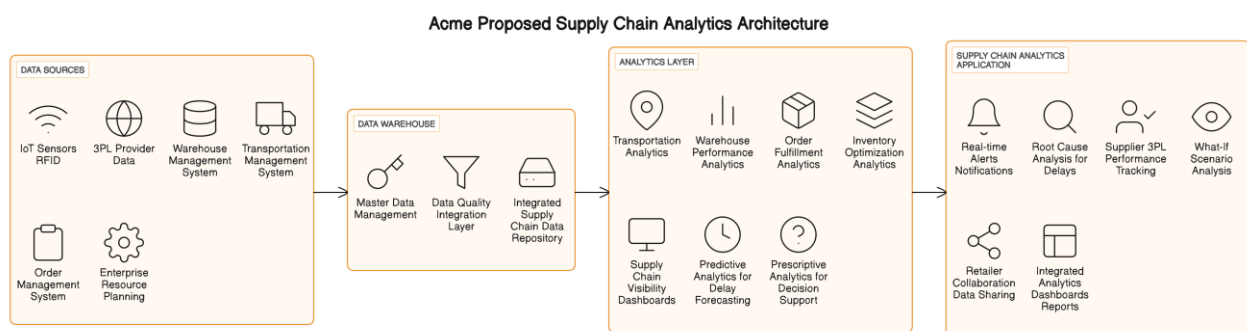 Acme Proposed Supply Chain Analytics Architecture
DATA SOURCES
IoT Sensors
RFID
3PL Provider
Data
Warehouse
Management
System
Transportation
Management
System
Order
Management
System
Enterprise
Resource
Planning
DATA WAREHOUSE
Master Data
Management
Data Quality
Integration
Layer
Integrated
Supply
Chain Data
Repository
ANALYTICS LAYER
Transportation
Analytics
Warehouse
Performance
Analytics
Order
Fulfillment
Analytics
Inventory
Optimization
Analytics
Supply
Chain
Visibility
Dashboards
Predictive
Analytics for
Delay
Forecasting
Prescriptive
Analytics for
Decision
Support
SUPPLY CHAIN ANALYTICS
APPLICATION
Real-time
Alerts
Notifications
Root Cause
Analysis for
Delays
Supplier 3PL
Performance
Tracking
What-If
Scenario
Analysis
Retailer
Collaboration
Data Sharing
Integrated
Analytics
Dashboards
Reports